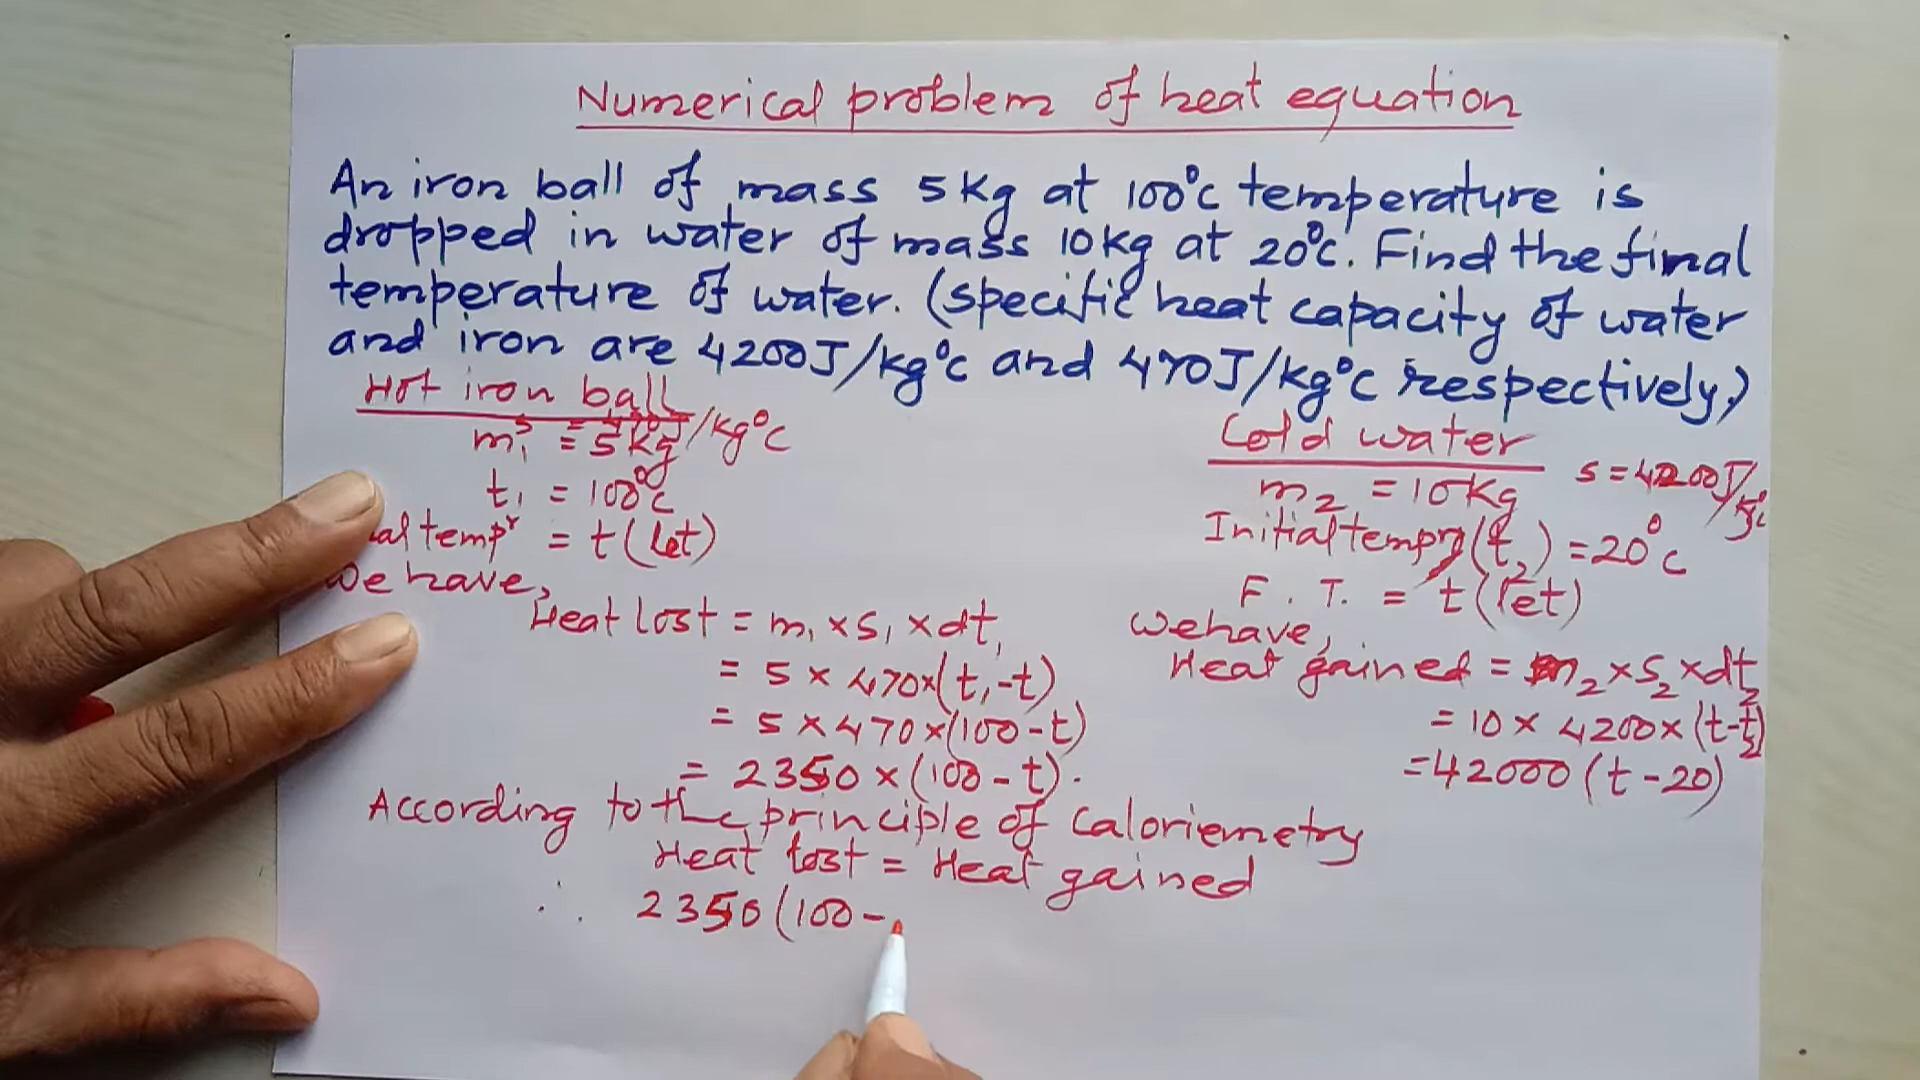 Numerical problem of heat equation
An iron ball of mass 5kg at 100°C temperature is
dropped in water of mass 10kg at 20°C. Find the final
temperature of water. (specific heat capacity of water
and iron are 4200J/kg°C and 470J/kg°C respectively.)
Hot iron ball
m₁ = 5kg /kg°C
t₁ = 100°C
al tempʳ = t (let)
We have,
Heat lost = m₁ × s₁ × dt₁
= 5 × 470×(t₁-t)
= 5 × 470 ×(100-t)
= 2350 × (100 - t).
Cold water
s = 4200J/kg°C
m₂ = 10kg
Initial tempr (t₂) = 20°C
F. T. = t (let)
We have,
Heat gained = m₂ × s₂ × dt₂
= 10 × 4200 × (t-t₂)
= 42000 (t - 20)
According to the principle of caloriemetry
Heat lost = Heat gained
∴ 2350 (100 -